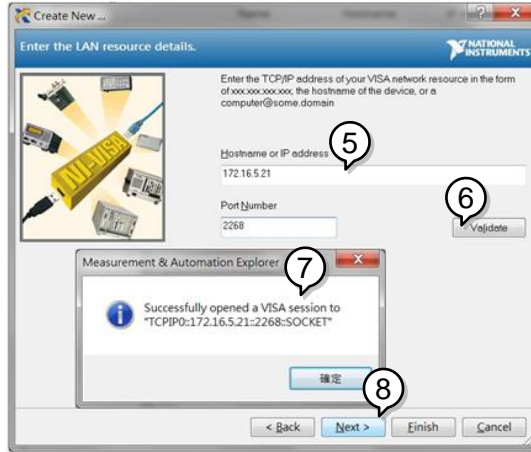 Create New ...
Enter the LAN resource details.
NATIONAL
INSTRUMENTS
Enter the TCP/IP address of your VISA network resource in the form
of xxx.xxx.xxx.xxx, the hostname of the device, or a
computer@some.domain
NI-VISA
Hostname or IP address
5
172.16.5.21
Port Number
6
2268
Validate
Measurement & Automation Explorer
7
Successfully opened a VISA session to
"TCPIP0::172.16.5.21::2268::SOCKET"
確定
8
< Back
Next >
Finish
Cancel